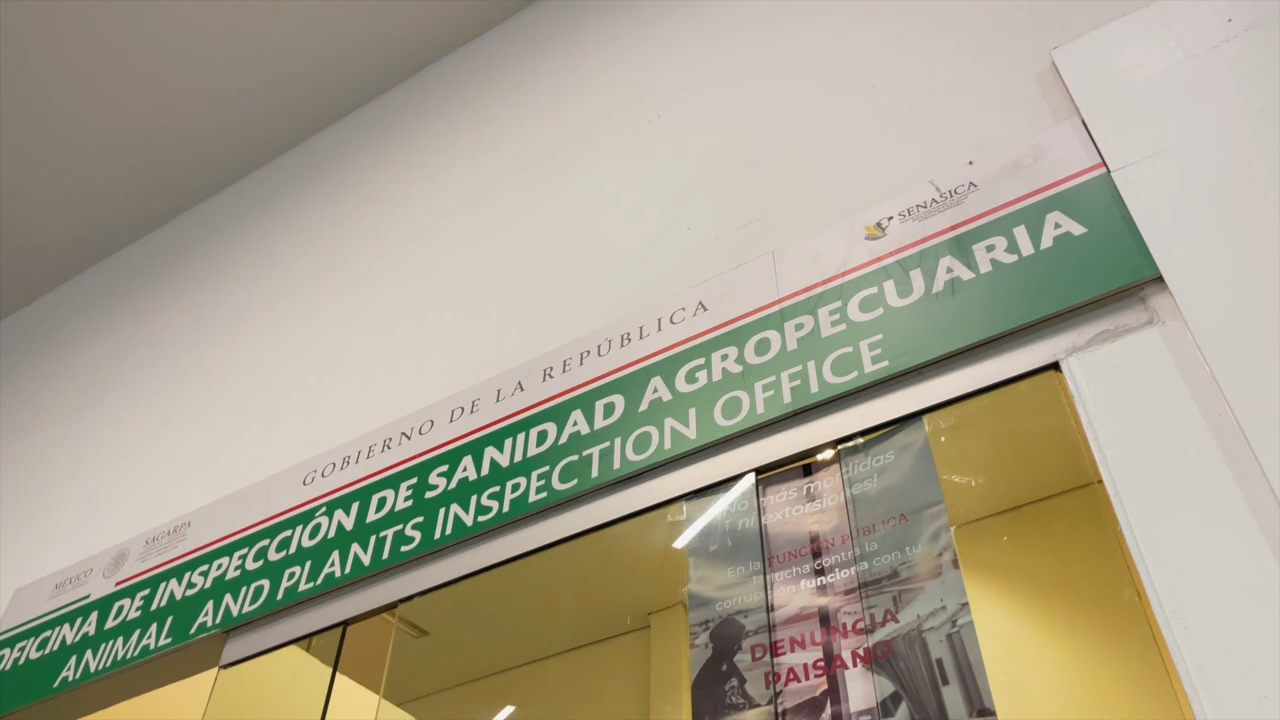 GOBIERNO DE LA REPÚBLICA
MÉXICO
SAGARPA
SENASICA
OFICINA DE INSPECCIÓN DE SANIDAD AGROPECUARIA
ANIMAL AND PLANTS INSPECTION OFFICE
¡No más mordidas
ni extorsiones!
En la FUNCIÓN PÚBLICA
la lucha contra la
corrupción funciona con tu
DENUNCIA
PAISANO